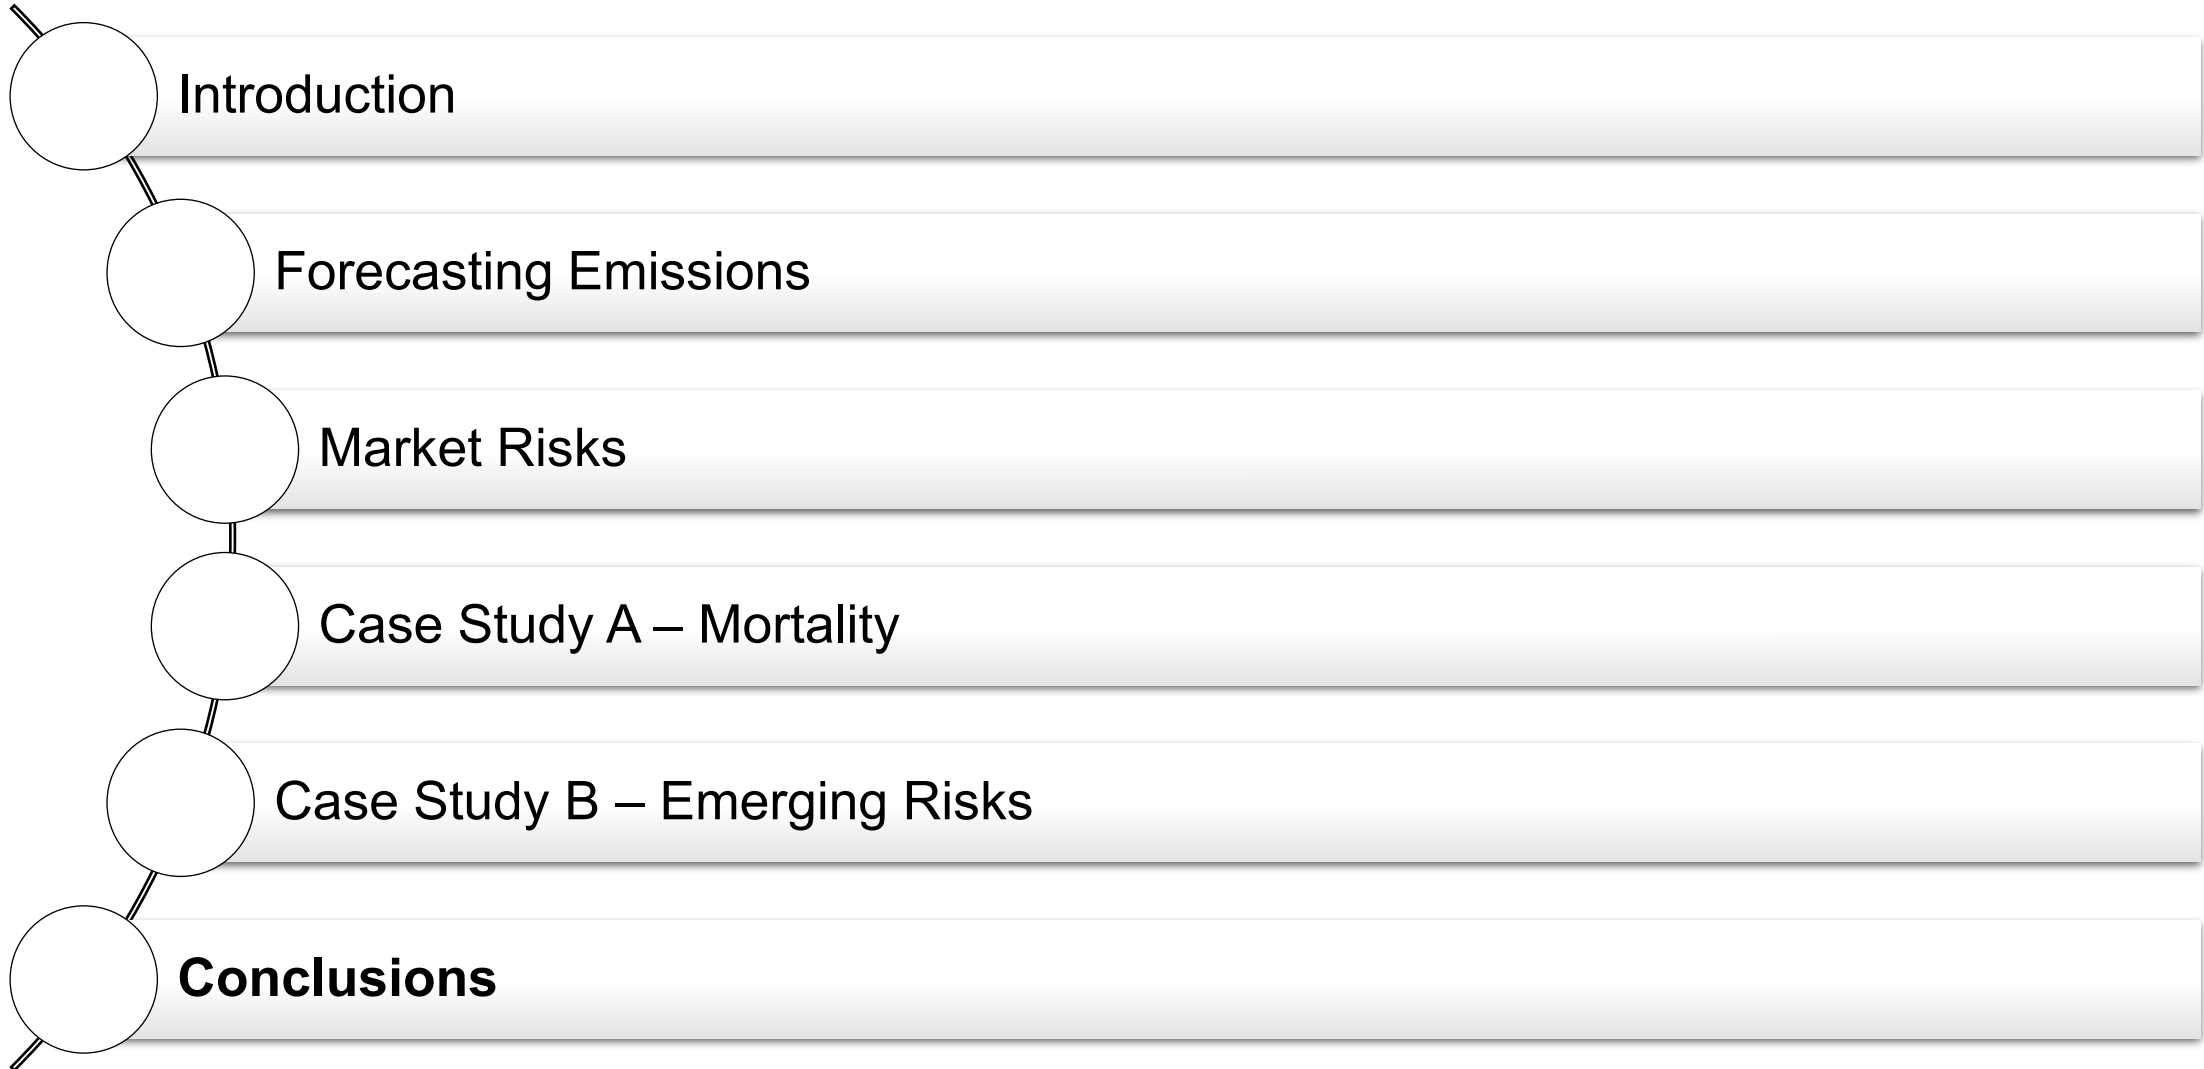 Introduction
Forecasting Emissions
Market Risks
Case Study A – Mortality
Case Study B – Emerging Risks
Conclusions